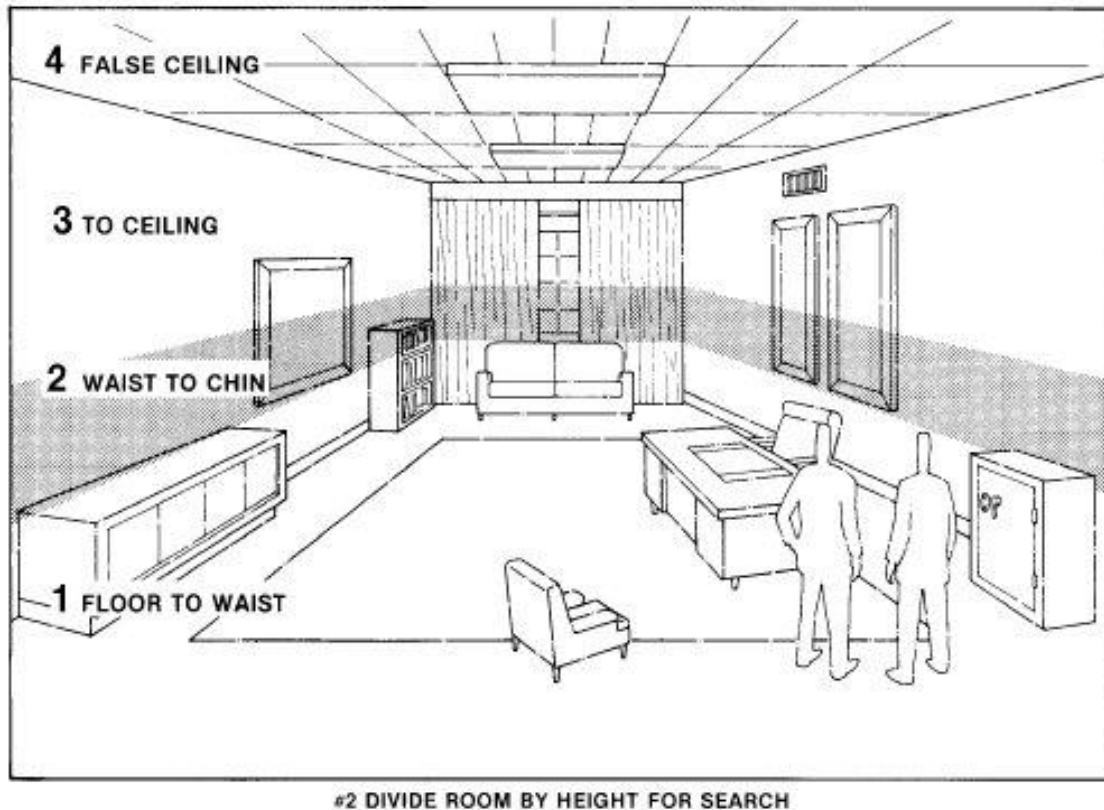 4 FALSE CEILING
3 TO CEILING
2 WAIST TO CHIN
1 FLOOR TO WAIST
#2 DIVIDE ROOM BY HEIGHT FOR SEARCH